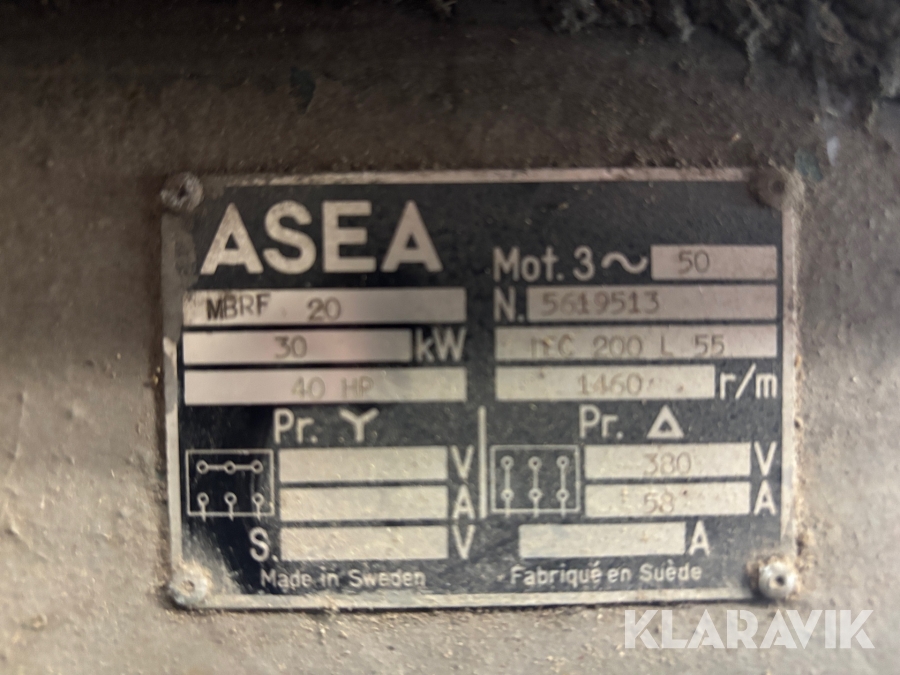 ASEA
Mot. 3~ 50
MBRF 20
N. 5619513
30 kW
IEC 200 L 55
40 HP
1460 r/m
Pr. Y
Pr. Δ
V
380 V
A
58 A
S. V
A
Made in Sweden
Fabriqué en Suède
KLARAVIK